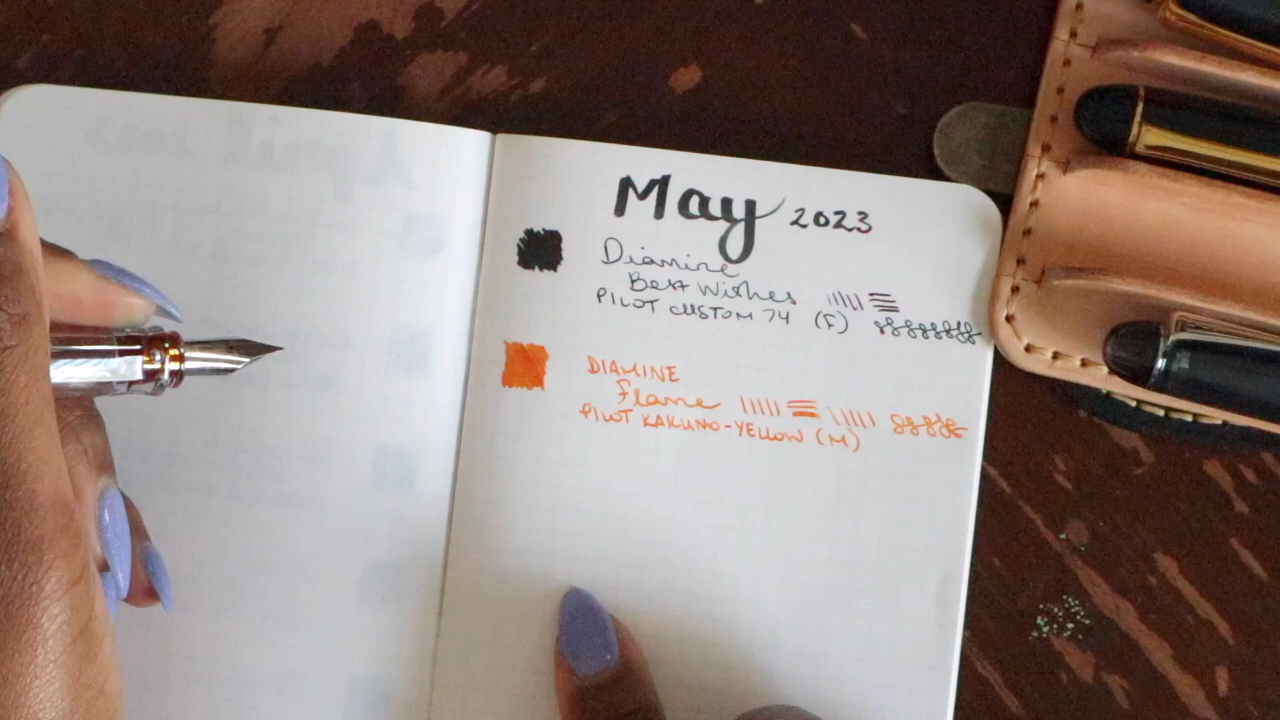 May 2023
Diamine
Best Wishes
PILOT CUSTOM 74 (F)
DIAMINE
flame
PILOT KAKUNO-YELLOW (M)